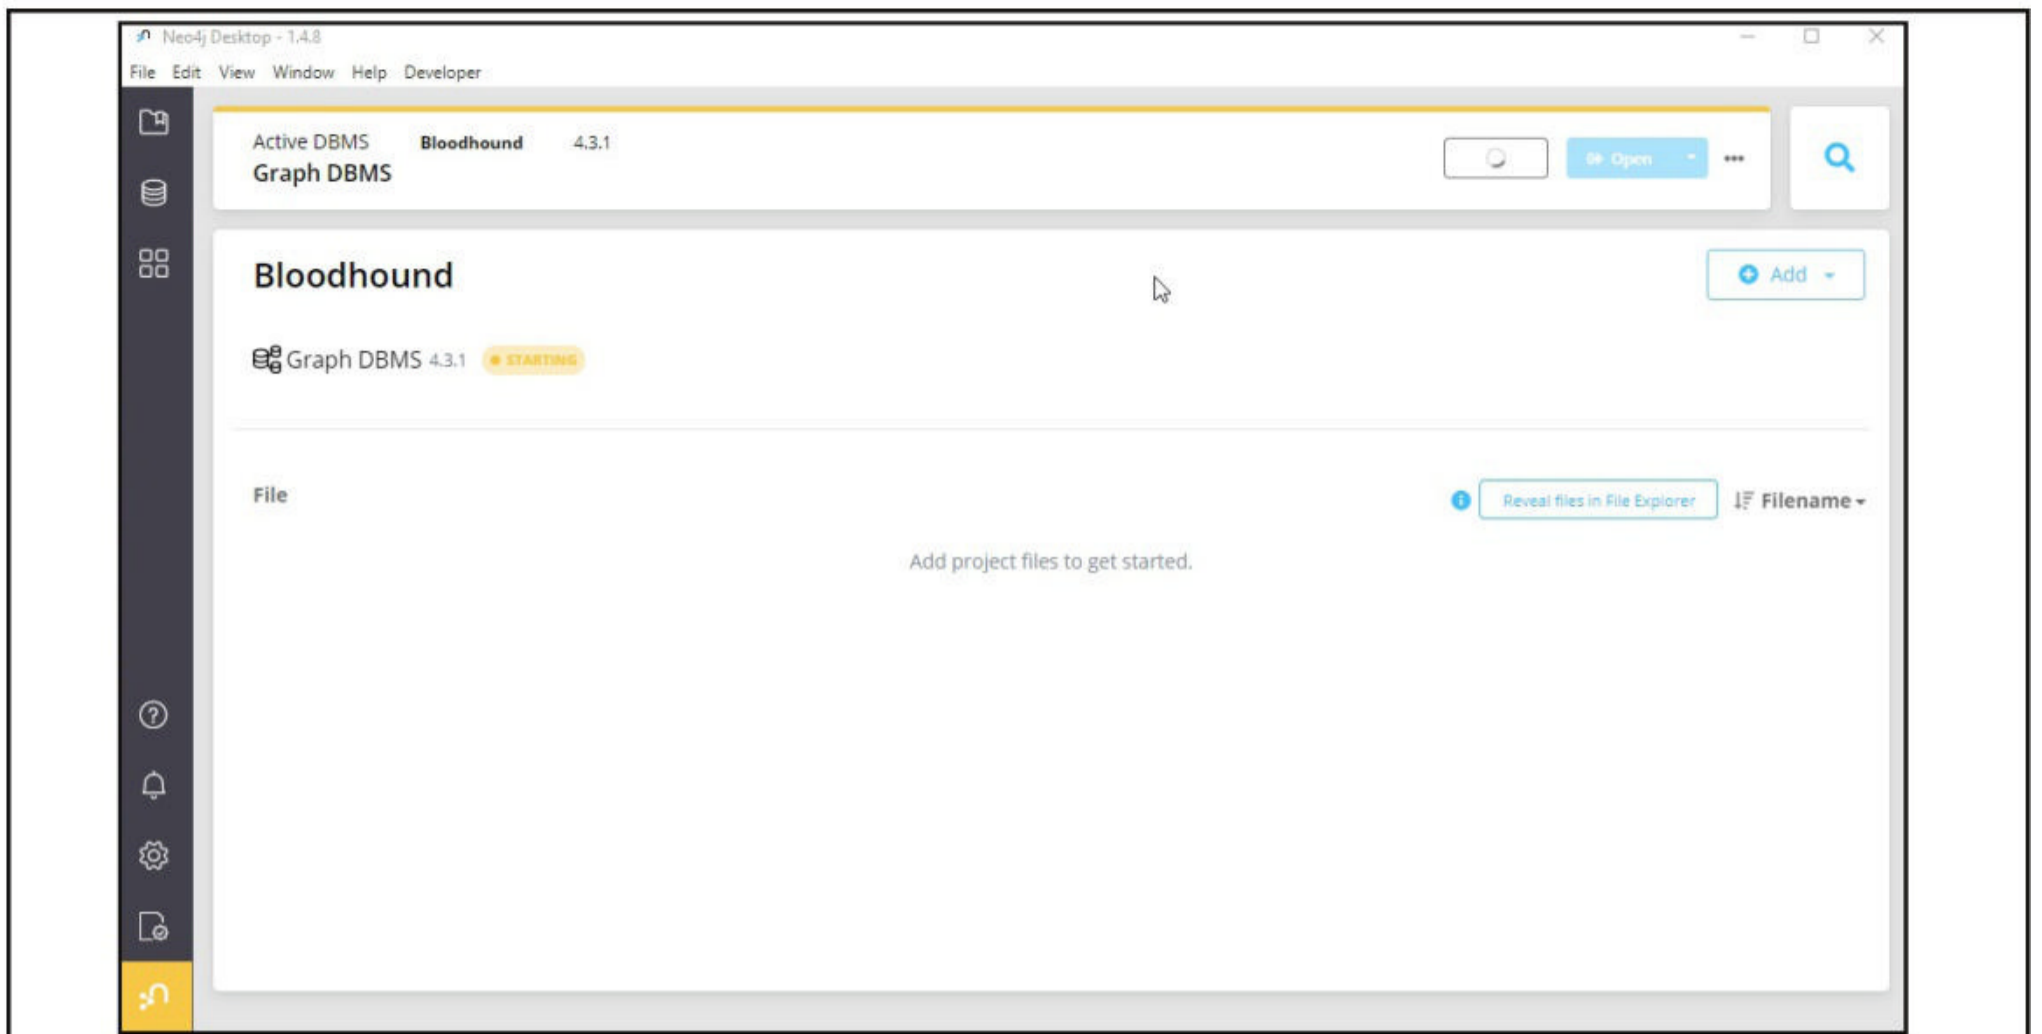 Neo4j Desktop - 1.4.8
File Edit View Window Help Developer
Active DBMS Bloodhound 4.3.1
Graph DBMS
Open
Bloodhound
Add
Graph DBMS 4.3.1 STARTING
File
Reveal files in File Explorer
Filename
Add project files to get started.